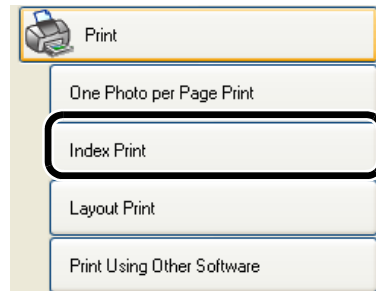 Print
One Photo per Page Print
Index Print
Layout Print
Print Using Other Software